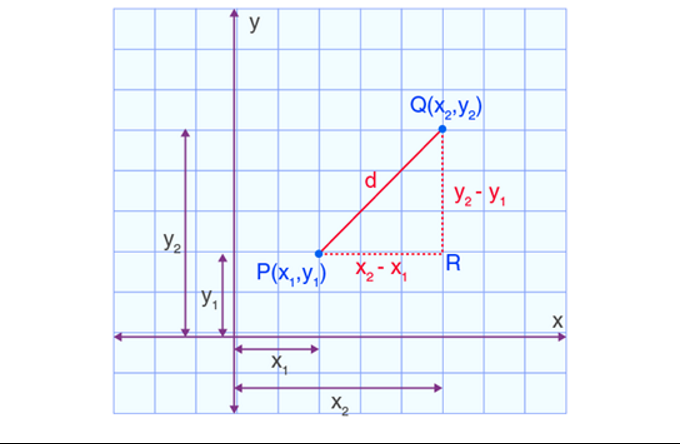 y
Q(x₂,y₂)
d
y₂ - y₁
y₂
P(x₁,y₁)
x₂ - x₁
R
y₁
x
x₁
x₂